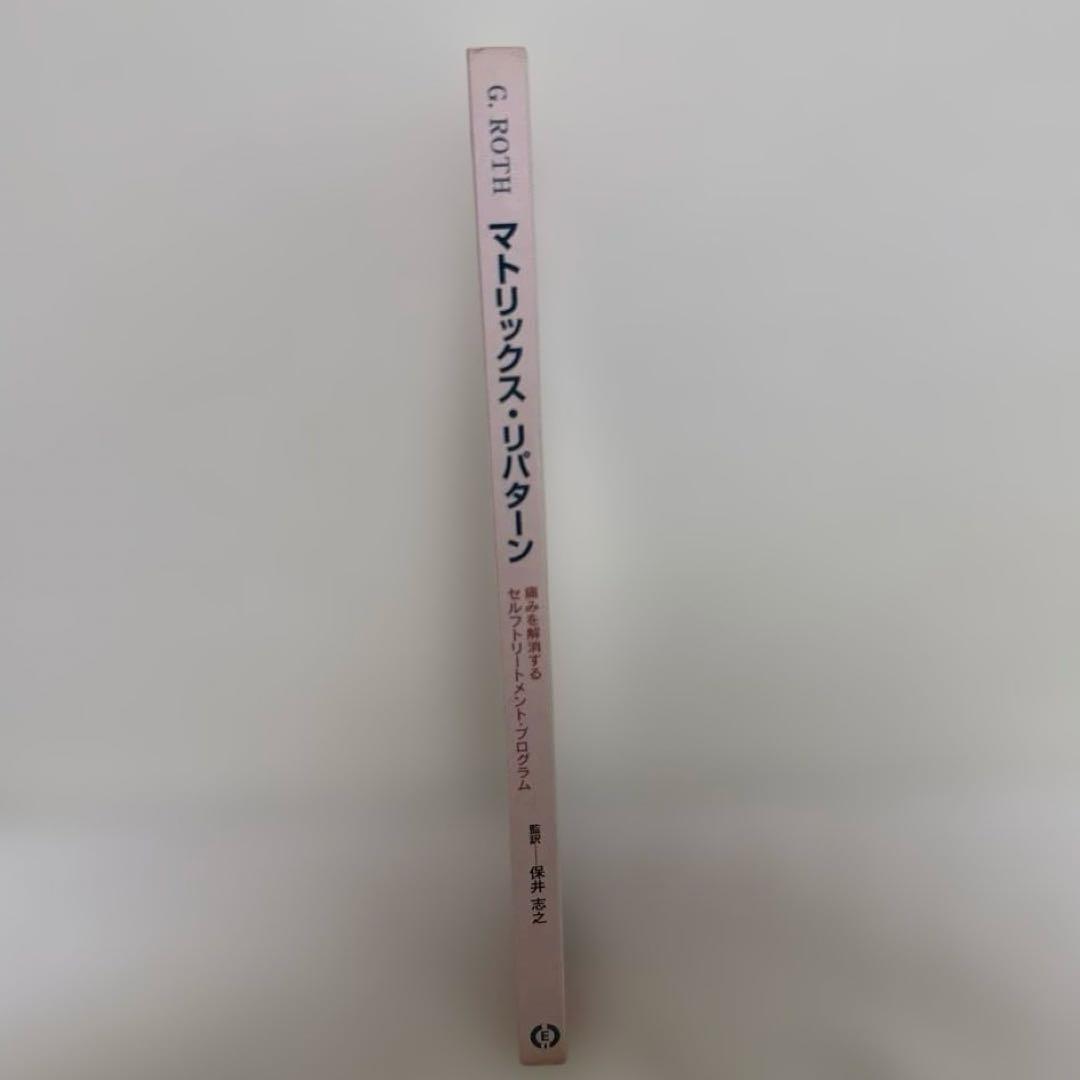 G. ROTH
マトリックス・リパターン
痛みを解消する
セルフトリートメント・プログラム
監訳──保井 志之
E